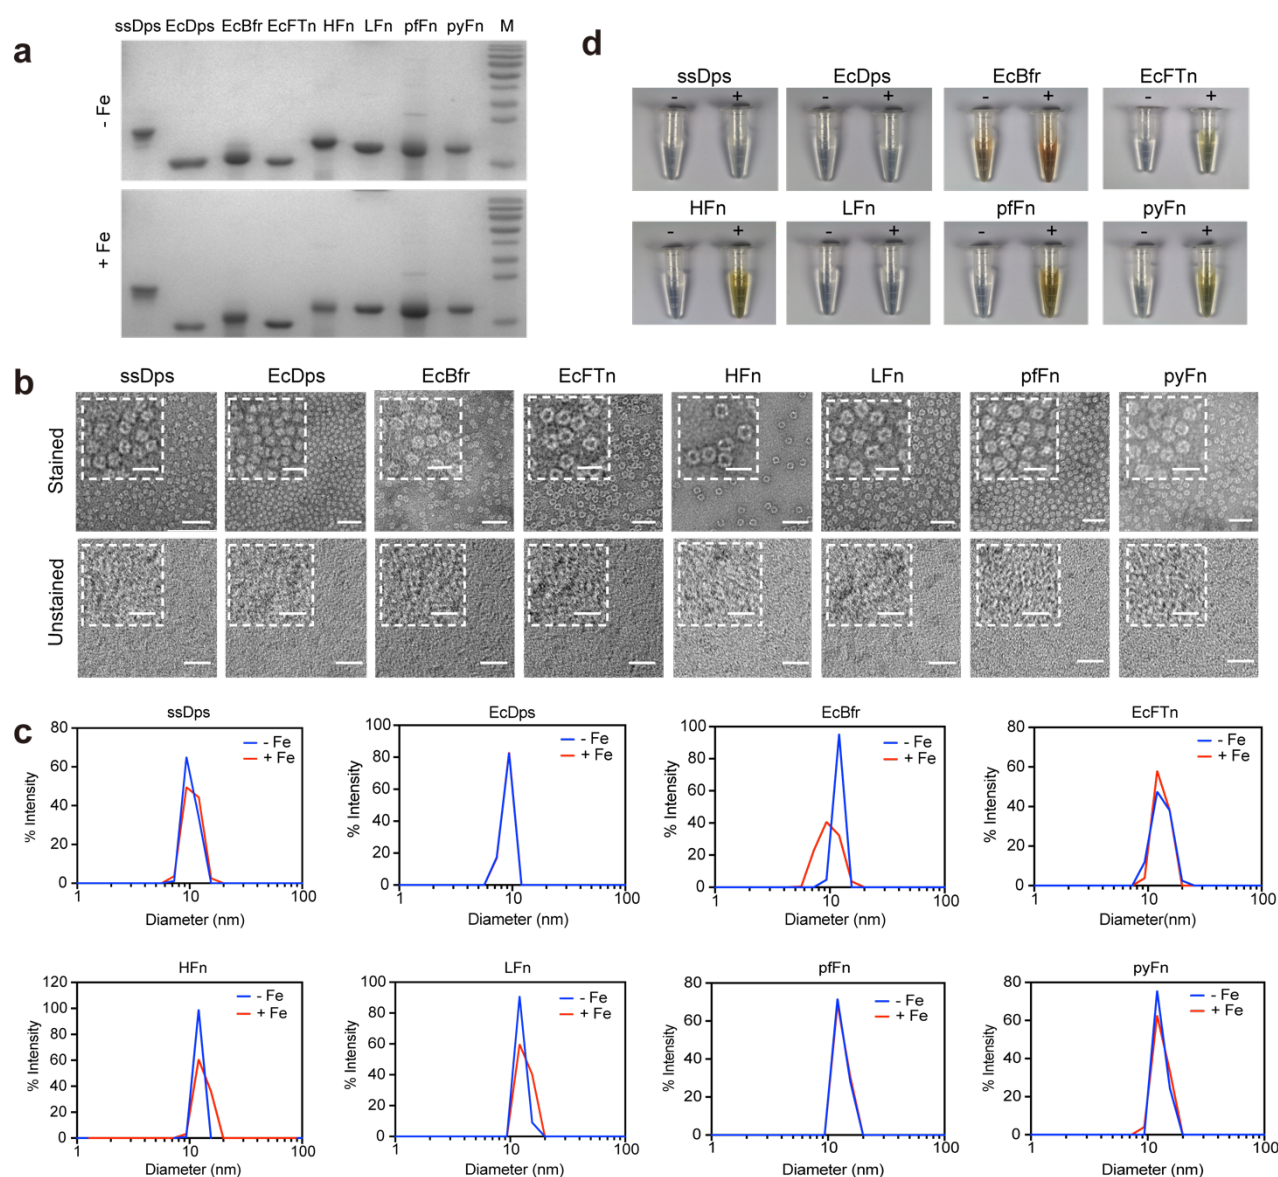 a
ssDps EcDps EcBfr EcFTn HFn LFn pfFn pyFn M
- Fe
+ Fe
d
ssDps EcDps EcBfr EcFTn
- + - + - + - +
HFn LFn pfFn pyFn
- + - + - + - +
b
ssDps EcDps EcBfr EcFTn HFn LFn pfFn pyFn
Stained
Unstained
c
ssDps
% Intensity
80
60
40
20
0
- Fe
+ Fe
1 10 100
Diameter (nm)
EcDps
% Intensity
100
80
60
40
20
0
- Fe
+ Fe
1 10 100
Diameter (nm)
EcBfr
% Intensity
100
80
60
40
20
0
- Fe
+ Fe
1 10 100
Diameter (nm)
EcFTn
% Intensity
80
60
40
20
0
- Fe
+ Fe
1 10 100
Diameter(nm)
HFn
% Intensity
120
100
80
60
40
20
0
- Fe
+ Fe
1 10 100
Diameter (nm)
LFn
% Intensity
100
80
60
40
20
0
- Fe
+ Fe
1 10 100
Diameter (nm)
pfFn
% Intensity
80
60
40
20
0
- Fe
+ Fe
1 10 100
Diameter (nm)
pyFn
% Intensity
80
60
40
20
0
- Fe
+ Fe
1 10 100
Diameter (nm)